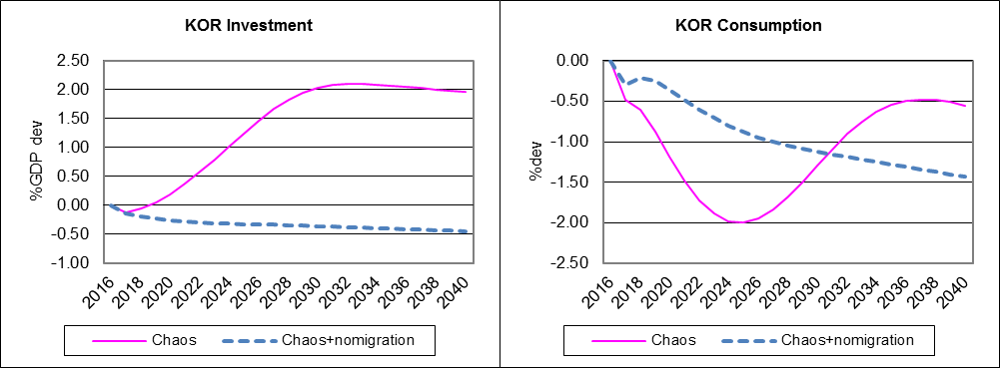 KOR Investment
%GDP dev
2.50
2.00
1.50
1.00
0.50
0.00
-0.50
-1.00
2016 2018 2020 2022 2024 2026 2028 2030 2032 2034 2036 2038 2040
Chaos Chaos+nomigration
KOR Consumption
%dev
0.00
-0.50
-1.00
-1.50
-2.00
-2.50
2016 2018 2020 2022 2024 2026 2028 2030 2032 2034 2036 2038 2040
Chaos Chaos+nomigration